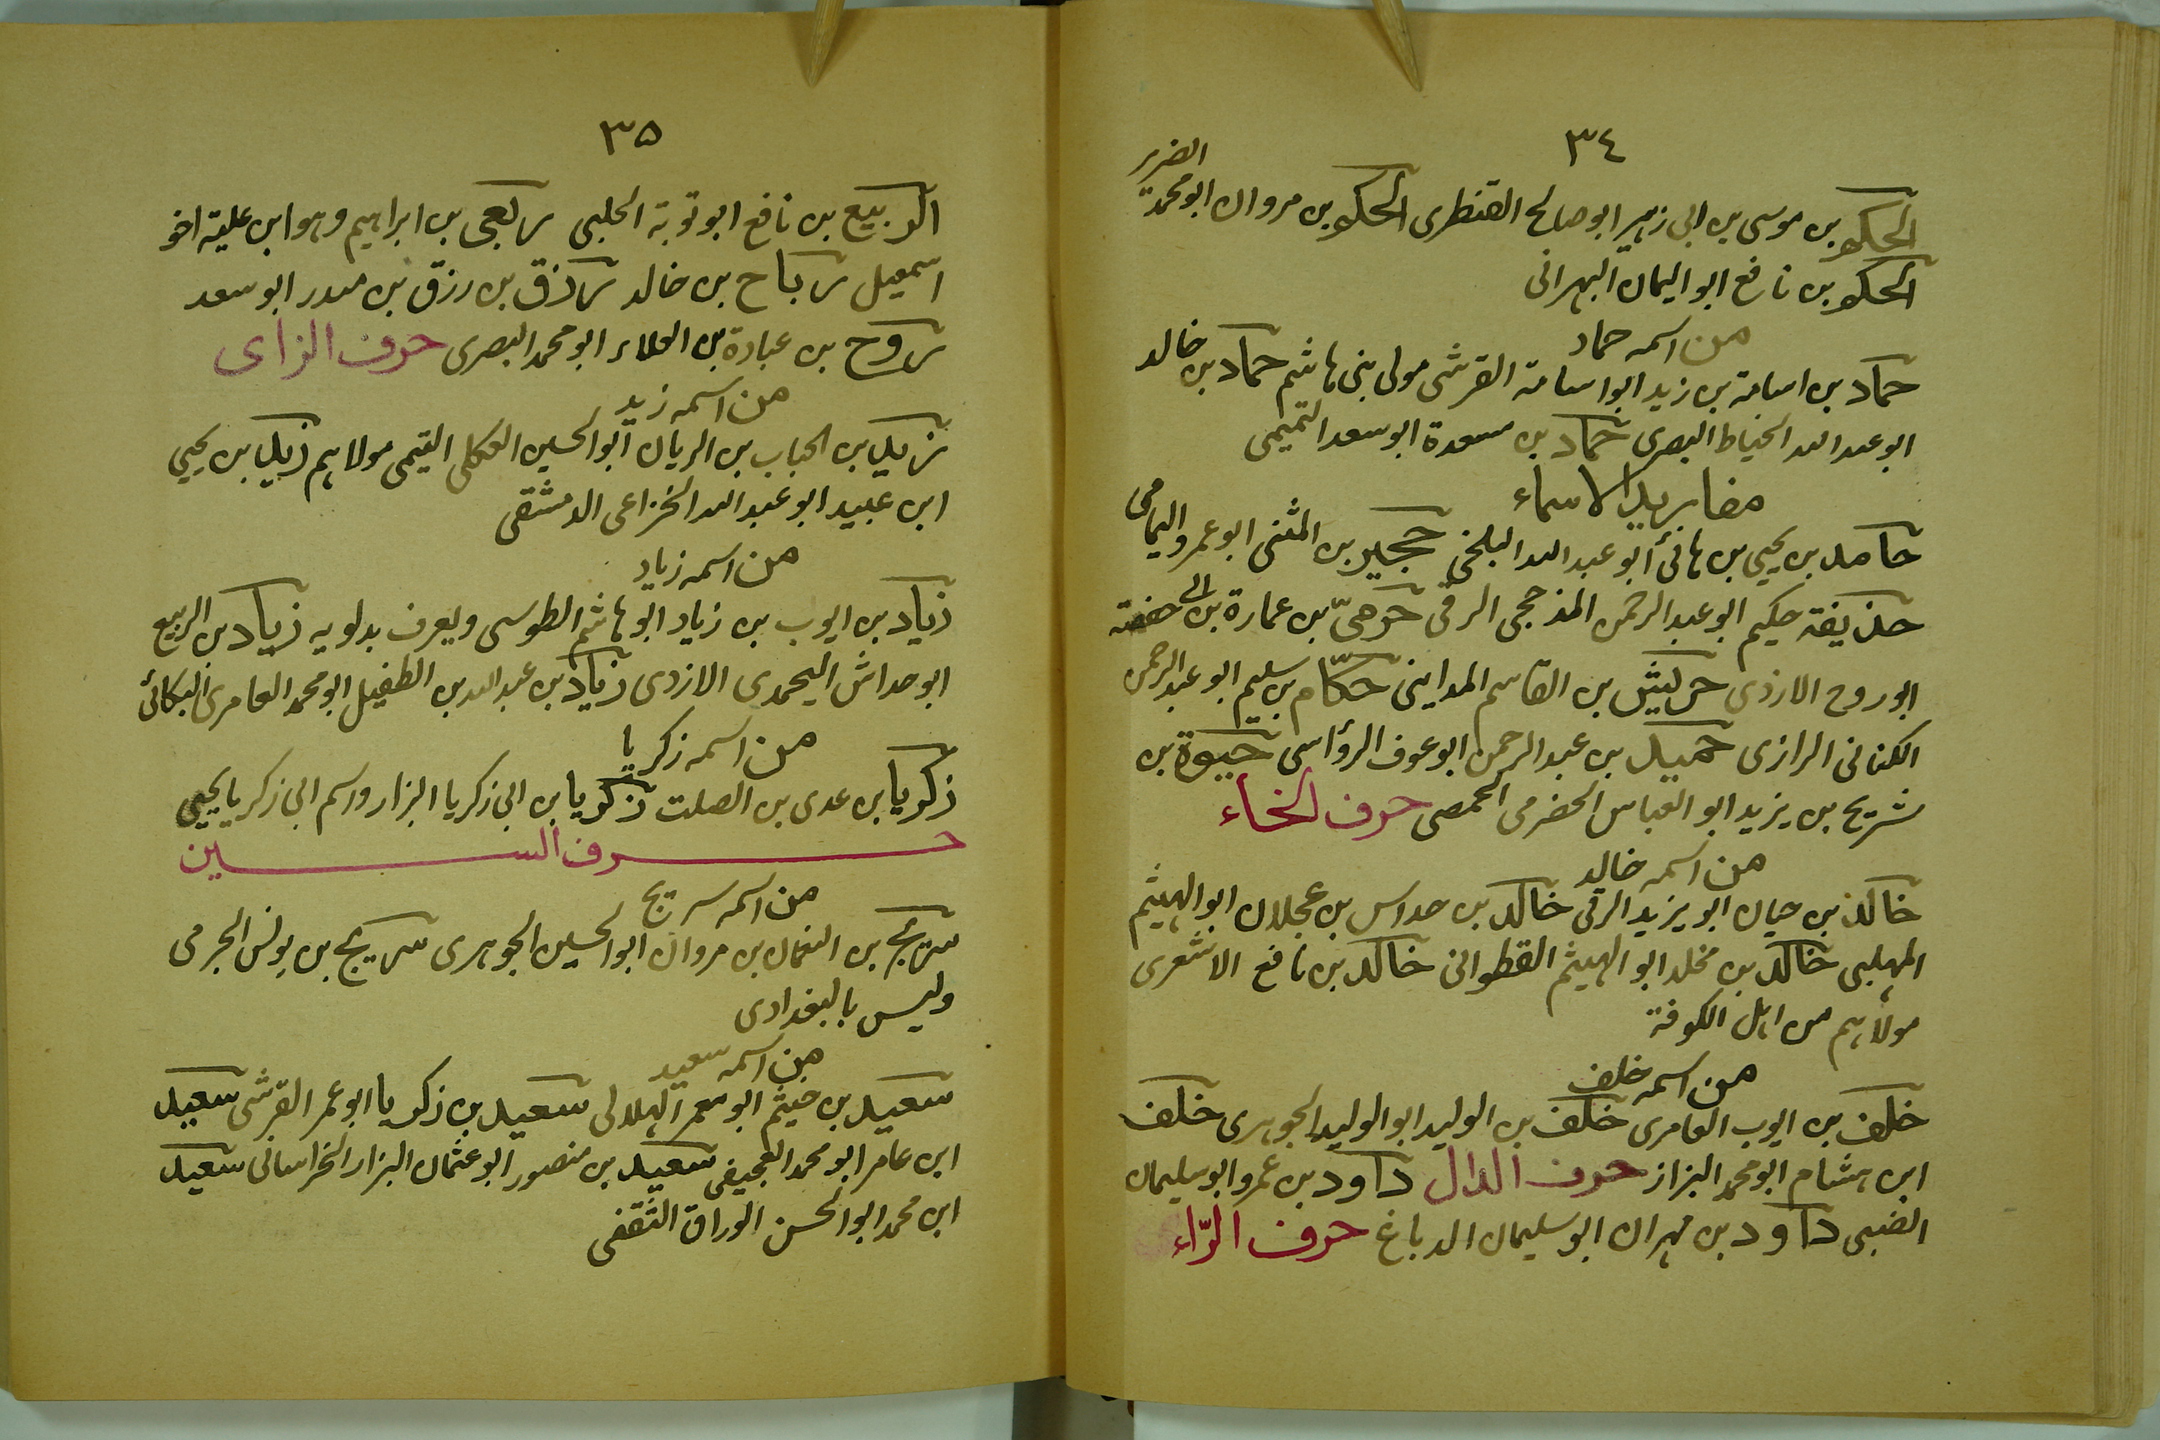 ٣٤
الحكم بن موسى بن ابى زهير ابو صالح القنطرى الحكم بن مروان ابو محمد الضرير
الحكم بن نافع ابو اليمان البهرانى
من اسمه حماد
حماد بن اسامة بن زيد ابو اسامة القرشى مولى بنى هاشم حماد بن خالد
ابو عبد الله الخياط البصرى حماد بن مسعدة ابو سعد التميمى
مفاريد الاسماء
حامد بن يحيى بن هانئ ابو عبد الله البلخى حجير بن المثنى ابو عمرو اليمامى
حذيفة حكيم ابو عبد الرحمن المذحجى الرقى حرمىّ بن عمارة بن ابى حفصة
ابو روح الازدى حريش بن القاسم المداينى حكّام بن سليم ابو عبد الرحمن
الكنانى الرازى حميد بن عبد الرحمن ابو عوف الرؤاسى حيوة بن
شريح بن يزيد ابو العباس الحضرمى الحمصى حرف الخاء
من اسمه خالد
خالد بن حيان ابو يزيد الرقى خالد بن حداس بن عجلان ابو الهيثم
المهلبى خالد بن مخلد ابو الهيثم القطوانى خالد بن نافع الاشعرى
مولاهم من اهل الكوفة
من اسمه خلف
خلف بن ايوب العامرى خلف بن الوليد ابو الوليد الجوهرى خلف
ابن هشام ابو محمد البزاز حرف الدال داود بن عمرو ابو سليمان
الضبى داود بن مهران ابو سليمان الدباغ حرف الرّاء
٣٥
الربيع بن نافع ابو توبة الحلبى ربعى بن ابراهيم وهو ابن علية اخو
اسمعيل رباح بن خالد رزق بن رزق بن مندر ابو سعد
روح بن عبادة بن العلاء ابو محمد البصرى حرف الزاى
من اسمه زيد
زيد بن الحباب بن الريان ابو الحسين العكلى التيمى مولاهم زيد بن يحيى
ابن عبيد ابو عبد الله الخزاعى الدمشقى
من اسمه زياد
زياد بن ايوب بن زياد ابو هاشم الطوسى ويعرف بدلويه زياد بن الربيع
ابو حداش اليحمدى الازدى زياد بن عبد الله بن الطفيل ابو محمد العامرى البكائى
من اسمه زكريا
زكريا بن عدى بن الصلت زكريا بن ابى زكريا البزار واسم ابى زكريا يحيى
حرف السين
من اسمه سريج
سريج بن النعمان بن مروان ابو الحسين الجوهرى سريج بن يونس الجرمى
وليس بالبغدادى
من اسمه سعيد
سعيد بن خيثم ابو معمر الهلالى سعيد بن زكريا ابو عمر القرشى سعيد
ابن عامر ابو محمد العجيفى سعيد بن منصور ابو عثمان البزار الخراسانى سعيد
ابن محمد ابو الحسن الوراق الثقفى